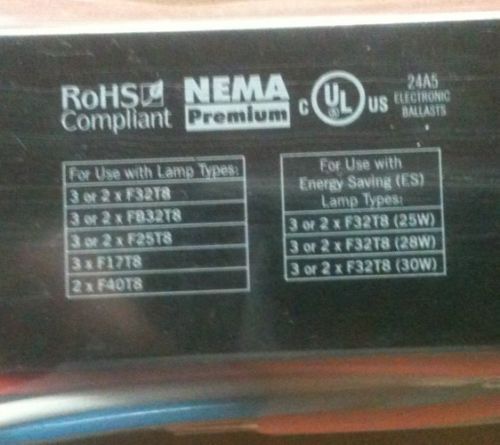 RoHS
Compliant
NEMA
Premium
C UL US
®
24A5
ELECTRONIC
BALLASTS
For Use with Lamp Types:
3 or 2 x F32T8
3 or 2 x FB32T8
3 or 2 x F25T8
3 x F17T8
2 x F40T8
For Use with
Energy Saving (ES)
Lamp Types:
3 or 2 x F32T8 (25W)
3 or 2 x F32T8 (28W)
3 or 2 x F32T8 (30W)